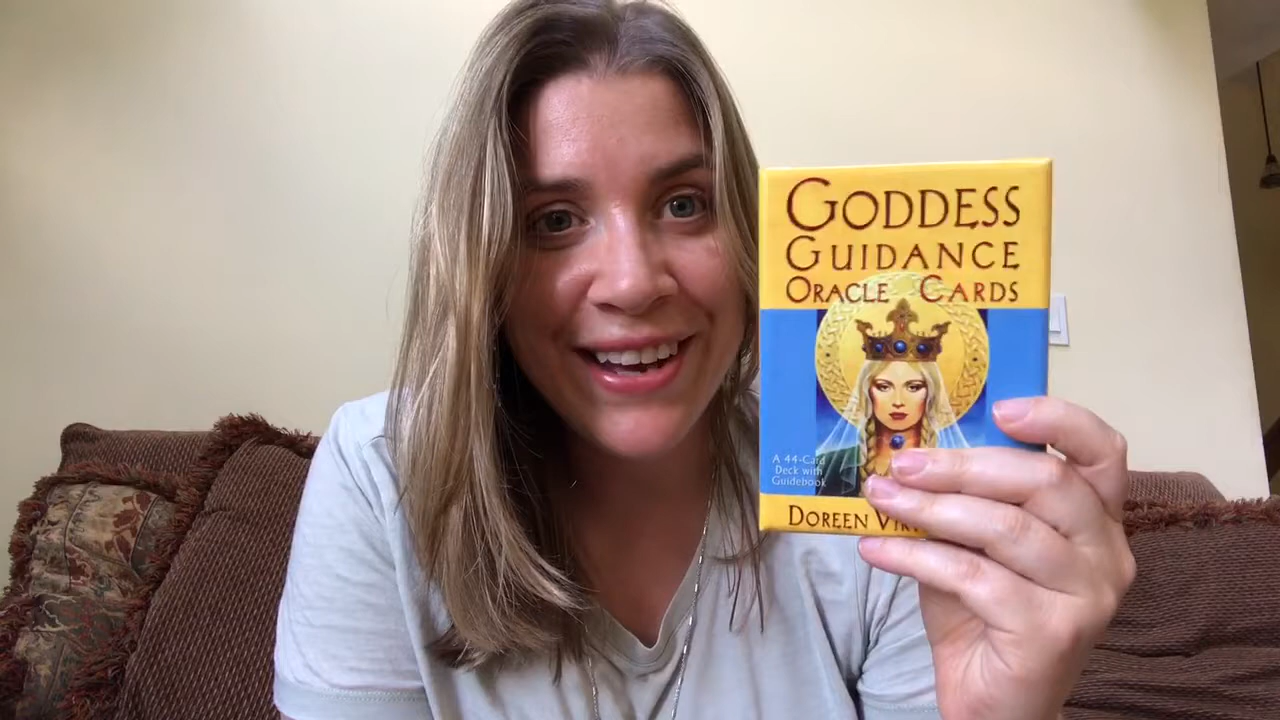 GODDESS
GUIDANCE
ORACLE CARDS
A 44-Card
Deck with
Guidebook
DOREEN